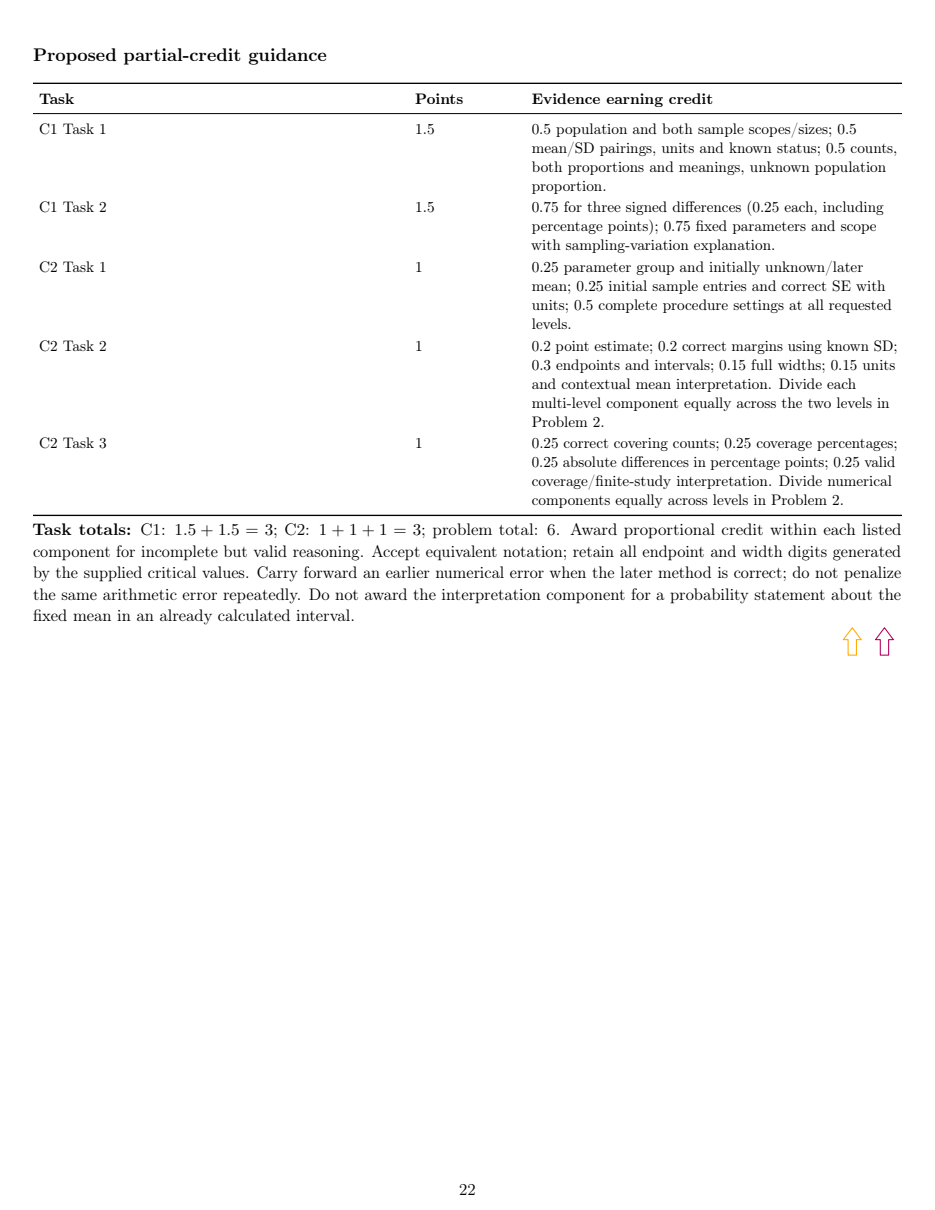 Proposed partial-credit guidance
Task Points Evidence earning credit
C1 Task 1 1.5 0.5 population and both sample scopes/sizes; 0.5
mean/SD pairings, units and known status; 0.5 counts,
both proportions and meanings, unknown population
proportion.
C1 Task 2 1.5 0.75 for three signed differences (0.25 each, including
percentage points); 0.75 fixed parameters and scope
with sampling-variation explanation.
C2 Task 1 1 0.25 parameter group and initially unknown/later
mean; 0.25 initial sample entries and correct SE with
units; 0.5 complete procedure settings at all requested
levels.
C2 Task 2 1 0.2 point estimate; 0.2 correct margins using known SD;
0.3 endpoints and intervals; 0.15 full widths; 0.15 units
and contextual mean interpretation. Divide each
multi-level component equally across the two levels in
Problem 2.
C2 Task 3 1 0.25 correct covering counts; 0.25 coverage percentages;
0.25 absolute differences in percentage points; 0.25 valid
coverage/finite-study interpretation. Divide numerical
components equally across levels in Problem 2.
Task totals: C1: 1.5 + 1.5 = 3; C2: 1 + 1 + 1 = 3; problem total: 6. Award proportional credit within each listed
component for incomplete but valid reasoning. Accept equivalent notation; retain all endpoint and width digits generated
by the supplied critical values. Carry forward an earlier numerical error when the later method is correct; do not penalize
the same arithmetic error repeatedly. Do not award the interpretation component for a probability statement about the
fixed mean in an already calculated interval.
22